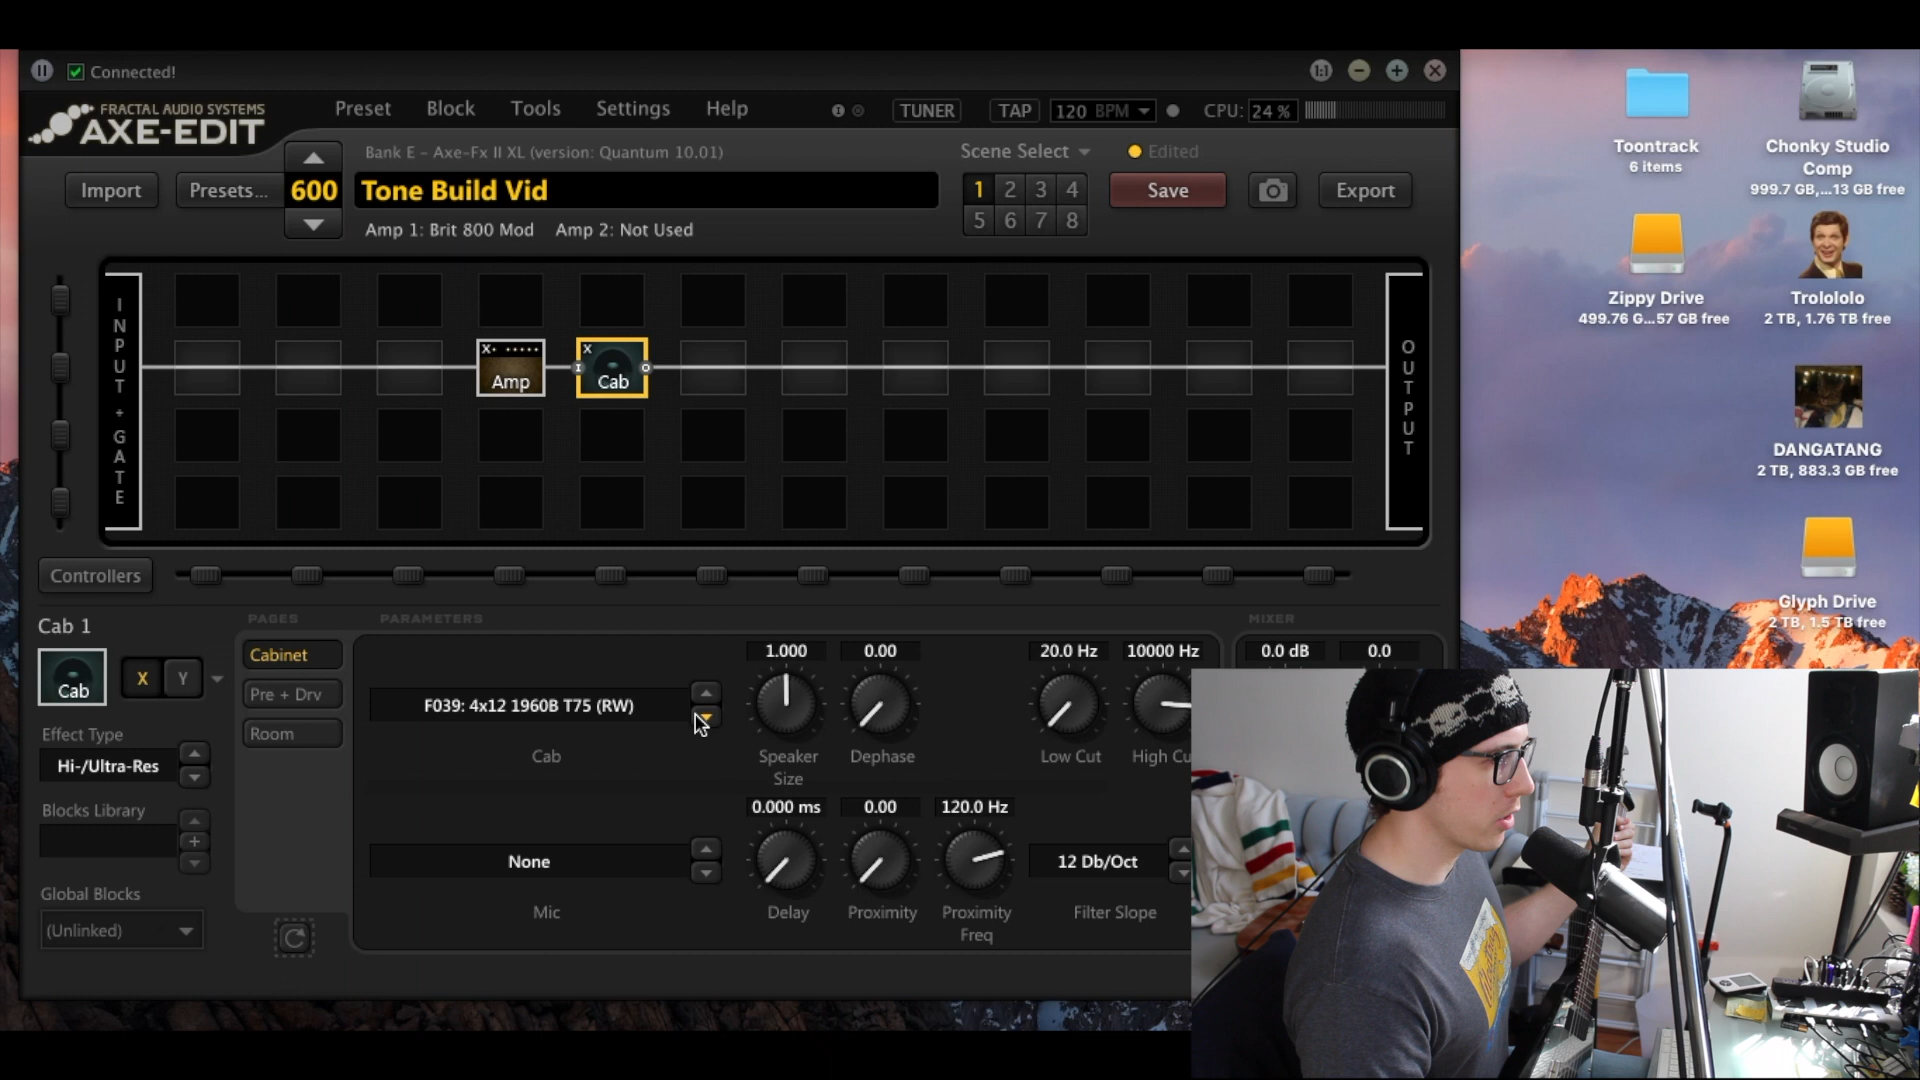 Connected!
1:1
FRACTAL AUDIO SYSTEMS
AXE-EDIT
Preset Block Tools Settings Help
TUNER
TAP
120 BPM
CPU: 24 %
Bank E - Axe-Fx II XL (version: Quantum 10.01)
Scene Select
Edited
Import
Presets...
600
Tone Build Vid
1 2 3 4
5 6 7 8
Save
Export
Amp 1: Brit 800 Mod Amp 2: Not Used
INPUT + GATE
X
Amp
X
I
Cab
O
OUTPUT
Controllers
Cab 1
PAGES
PARAMETERS
MIXER
Cab
X Y
Cabinet
Pre + Drv
Room
Effect Type
Hi-/Ultra-Res
Blocks Library
Global Blocks
(Unlinked)
F039: 4x12 1960B T75 (RW)
Cab
1.000
Speaker
Size
0.00
Dephase
20.0 Hz
Low Cut
10000 Hz
High Cu
0.0 dB
0.0
None
Mic
0.000 ms
Delay
0.00
Proximity
120.0 Hz
Proximity
Freq
12 Db/Oct
Filter Slope
Toontrack
6 items
Chonky Studio
Comp
999.7 GB,...13 GB free
Zippy Drive
499.76 G...57 GB free
Trolololo
2 TB, 1.76 TB free
DANGATANG
2 TB, 883.3 GB free
Glyph Drive
2 TB, 1.5 TB free